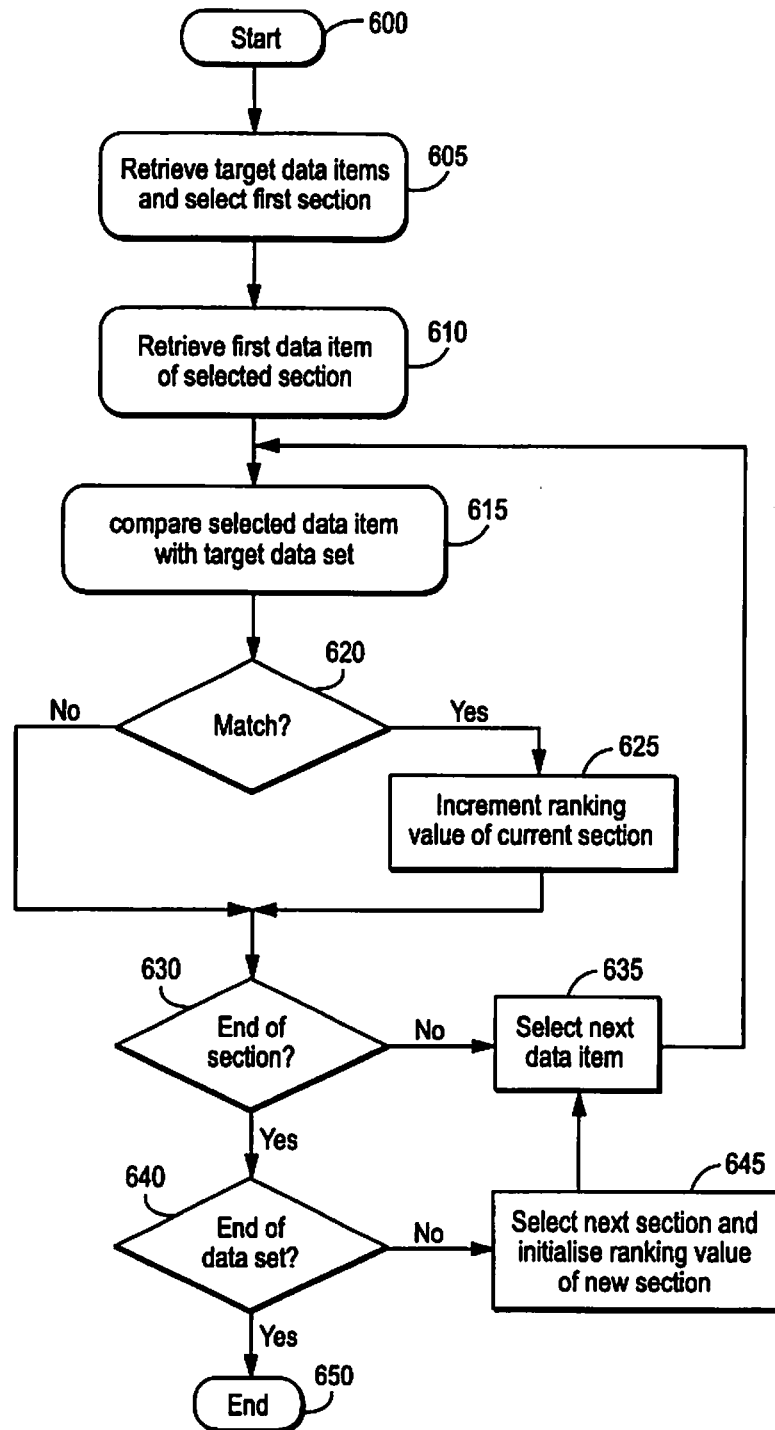 Start
600
Retrieve target data items
and select first section
605
Retrieve first data item
of selected section
610
compare selected data item
with target data set
615
620
No
Match?
Yes
625
Increment ranking
value of current section
630
End of
section?
No
635
Select next
data item
Yes
640
End of
data set?
No
645
Select next section and
initialise ranking value
of new section
Yes
End
650